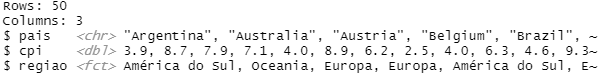 Rows: 50
Columns: 3
$ pais   <chr> "Argentina", "Australia", "Austria", "Belgium", "Brazil", ~
$ cpi    <dbl> 3.9, 8.7, 7.9, 7.1, 4.0, 8.9, 6.2, 2.5, 4.0, 6.3, 4.6, 9.3~
$ regiao <fct> América do Sul, Oceania, Europa, Europa, América do Sul, E~